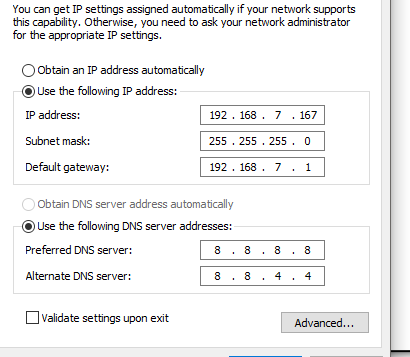 You can get IP settings assigned automatically if your network supports
this capability. Otherwise, you need to ask your network administrator
for the appropriate IP settings.
Obtain an IP address automatically
Use the following IP address:
IP address: 192 . 168 . 7 . 167
Subnet mask: 255 . 255 . 255 . 0
Default gateway: 192 . 168 . 7 . 1
Obtain DNS server address automatically
Use the following DNS server addresses:
Preferred DNS server: 8 . 8 . 8 . 8
Alternate DNS server: 8 . 8 . 4 . 4
Validate settings upon exit
Advanced...